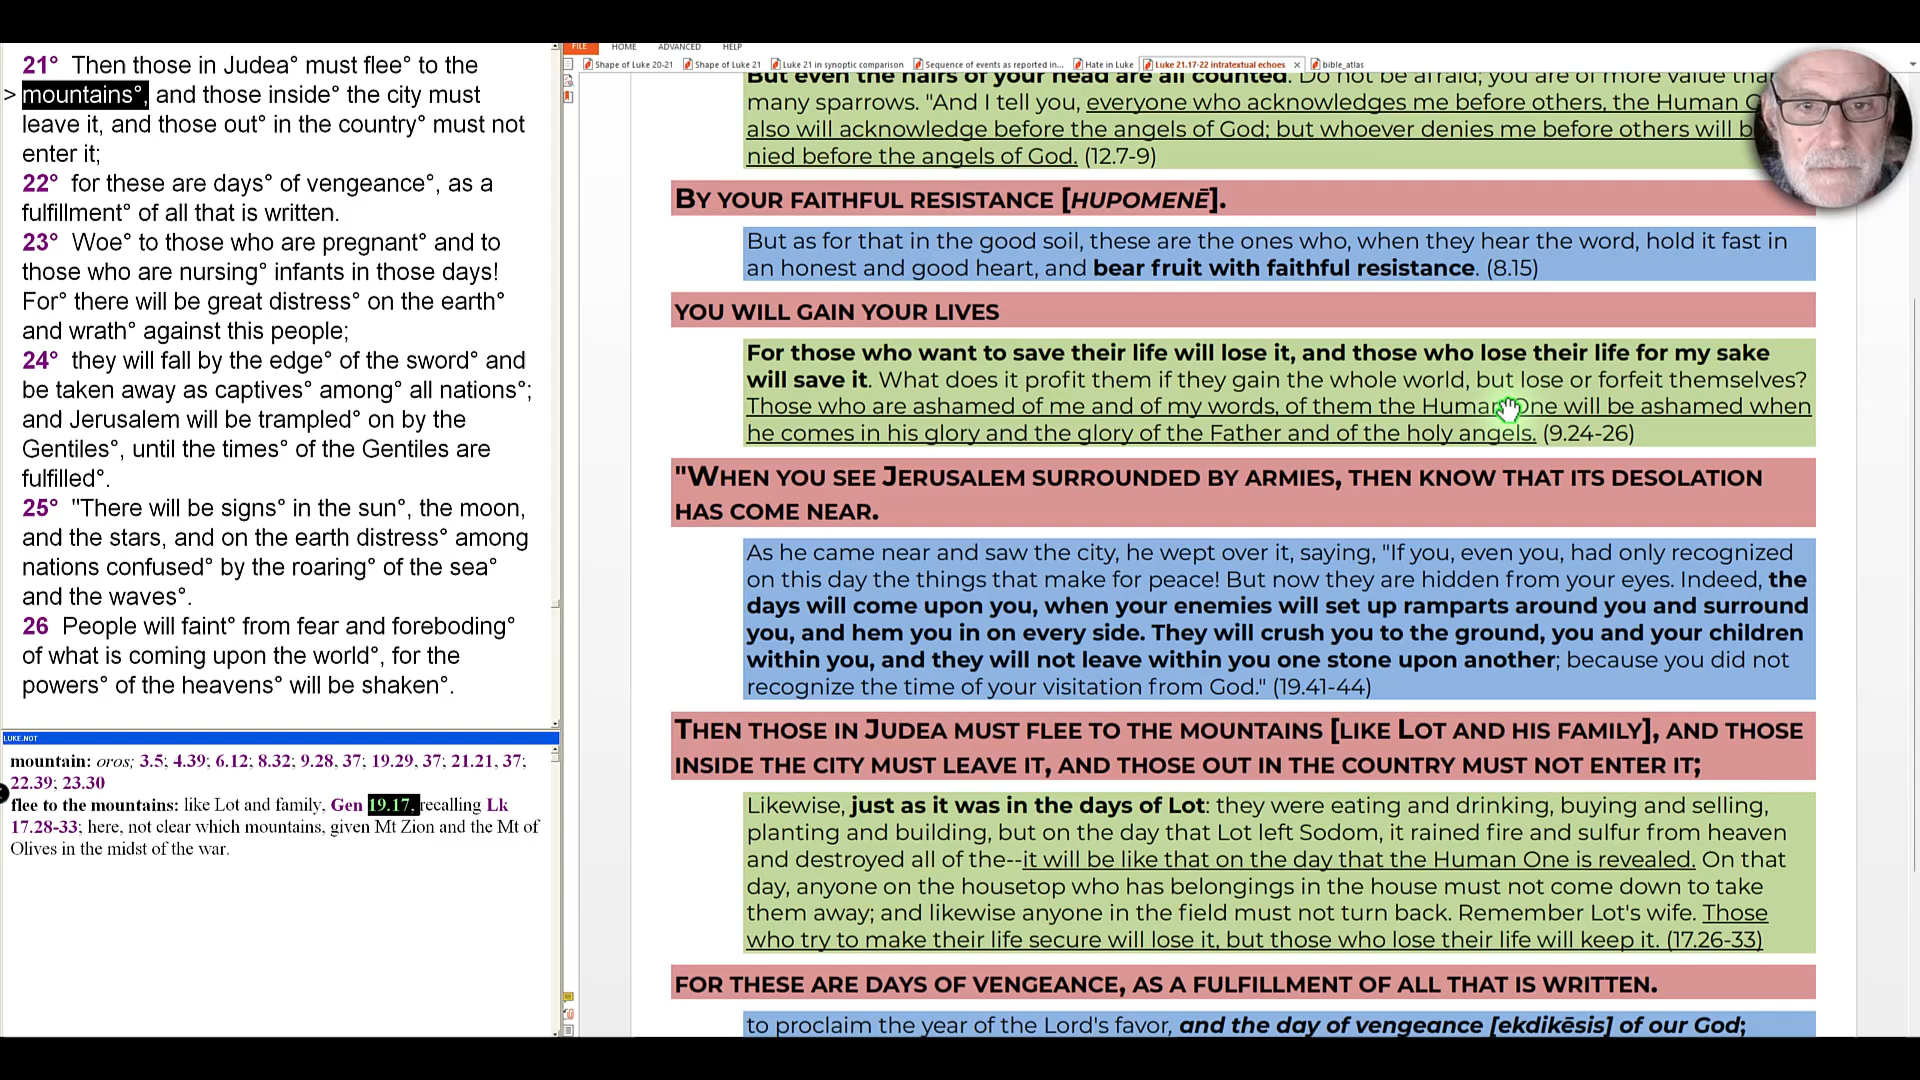 21° Then those in Judea° must flee° to the
> mountains°, and those inside° the city must
leave it, and those out° in the country° must not
enter it;
22° for these are days° of vengeance°, as a
fulfillment° of all that is written.
23° Woe° to those who are pregnant° and to
those who are nursing° infants in those days!
For° there will be great distress° on the earth°
and wrath° against this people;
24° they will fall by the edge° of the sword° and
be taken away as captives° among° all nations°;
and Jerusalem will be trampled° on by the
Gentiles°, until the times° of the Gentiles are
fulfilled°.
25° "There will be signs° in the sun°, the moon,
and the stars, and on the earth distress° among
nations confused° by the roaring° of the sea°
and the waves°.
26 People will faint° from fear and foreboding°
of what is coming upon the world°, for the
powers° of the heavens° will be shaken°.
LUKE.NOT
mountain: oros; 3.5; 4.39; 6.12; 8.32; 9.28, 37; 19.29, 37; 21.21, 37;
22.39; 23.30
flee to the mountains: like Lot and family, Gen 19.17, recalling Lk
17.28-33; here, not clear which mountains, given Mt Zion and the Mt of
Olives in the midst of the war.
FILE HOME ADVANCED HELP
Shape of Luke 20-21 Shape of Luke 21 Luke 21 in synoptic comparison Sequence of events as reported in... Hate in Luke Luke 21.17-22 intratextual echoes × bible_atlas
But even the hairs of your head are all counted. Do not be afraid; you are of more value than
many sparrows. "And I tell you, everyone who acknowledges me before others, the Human
also will acknowledge before the angels of God; but whoever denies me before others will be
nied before the angels of God. (12.7-9)
BY YOUR FAITHFUL RESISTANCE [HUPOMENĒ].
But as for that in the good soil, these are the ones who, when they hear the word, hold it fast in
an honest and good heart, and bear fruit with faithful resistance. (8.15)
YOU WILL GAIN YOUR LIVES
For those who want to save their life will lose it, and those who lose their life for my sake
will save it. What does it profit them if they gain the whole world, but lose or forfeit themselves?
Those who are ashamed of me and of my words, of them the Human One will be ashamed when
he comes in his glory and the glory of the Father and of the holy angels. (9.24-26)
"WHEN YOU SEE JERUSALEM SURROUNDED BY ARMIES, THEN KNOW THAT ITS DESOLATION
HAS COME NEAR.
As he came near and saw the city, he wept over it, saying, "If you, even you, had only recognized
on this day the things that make for peace! But now they are hidden from your eyes. Indeed, the
days will come upon you, when your enemies will set up ramparts around you and surround
you, and hem you in on every side. They will crush you to the ground, you and your children
within you, and they will not leave within you one stone upon another; because you did not
recognize the time of your visitation from God." (19.41-44)
THEN THOSE IN JUDEA MUST FLEE TO THE MOUNTAINS [LIKE LOT AND HIS FAMILY], AND THOSE
INSIDE THE CITY MUST LEAVE IT, AND THOSE OUT IN THE COUNTRY MUST NOT ENTER IT;
Likewise, just as it was in the days of Lot: they were eating and drinking, buying and selling,
planting and building, but on the day that Lot left Sodom, it rained fire and sulfur from heaven
and destroyed all of the--it will be like that on the day that the Human One is revealed. On that
day, anyone on the housetop who has belongings in the house must not come down to take
them away; and likewise anyone in the field must not turn back. Remember Lot's wife. Those
who try to make their life secure will lose it, but those who lose their life will keep it. (17.26-33)
FOR THESE ARE DAYS OF VENGEANCE, AS A FULFILLMENT OF ALL THAT IS WRITTEN.
to proclaim the year of the Lord's favor, and the day of vengeance [ekdikēsis] of our God;